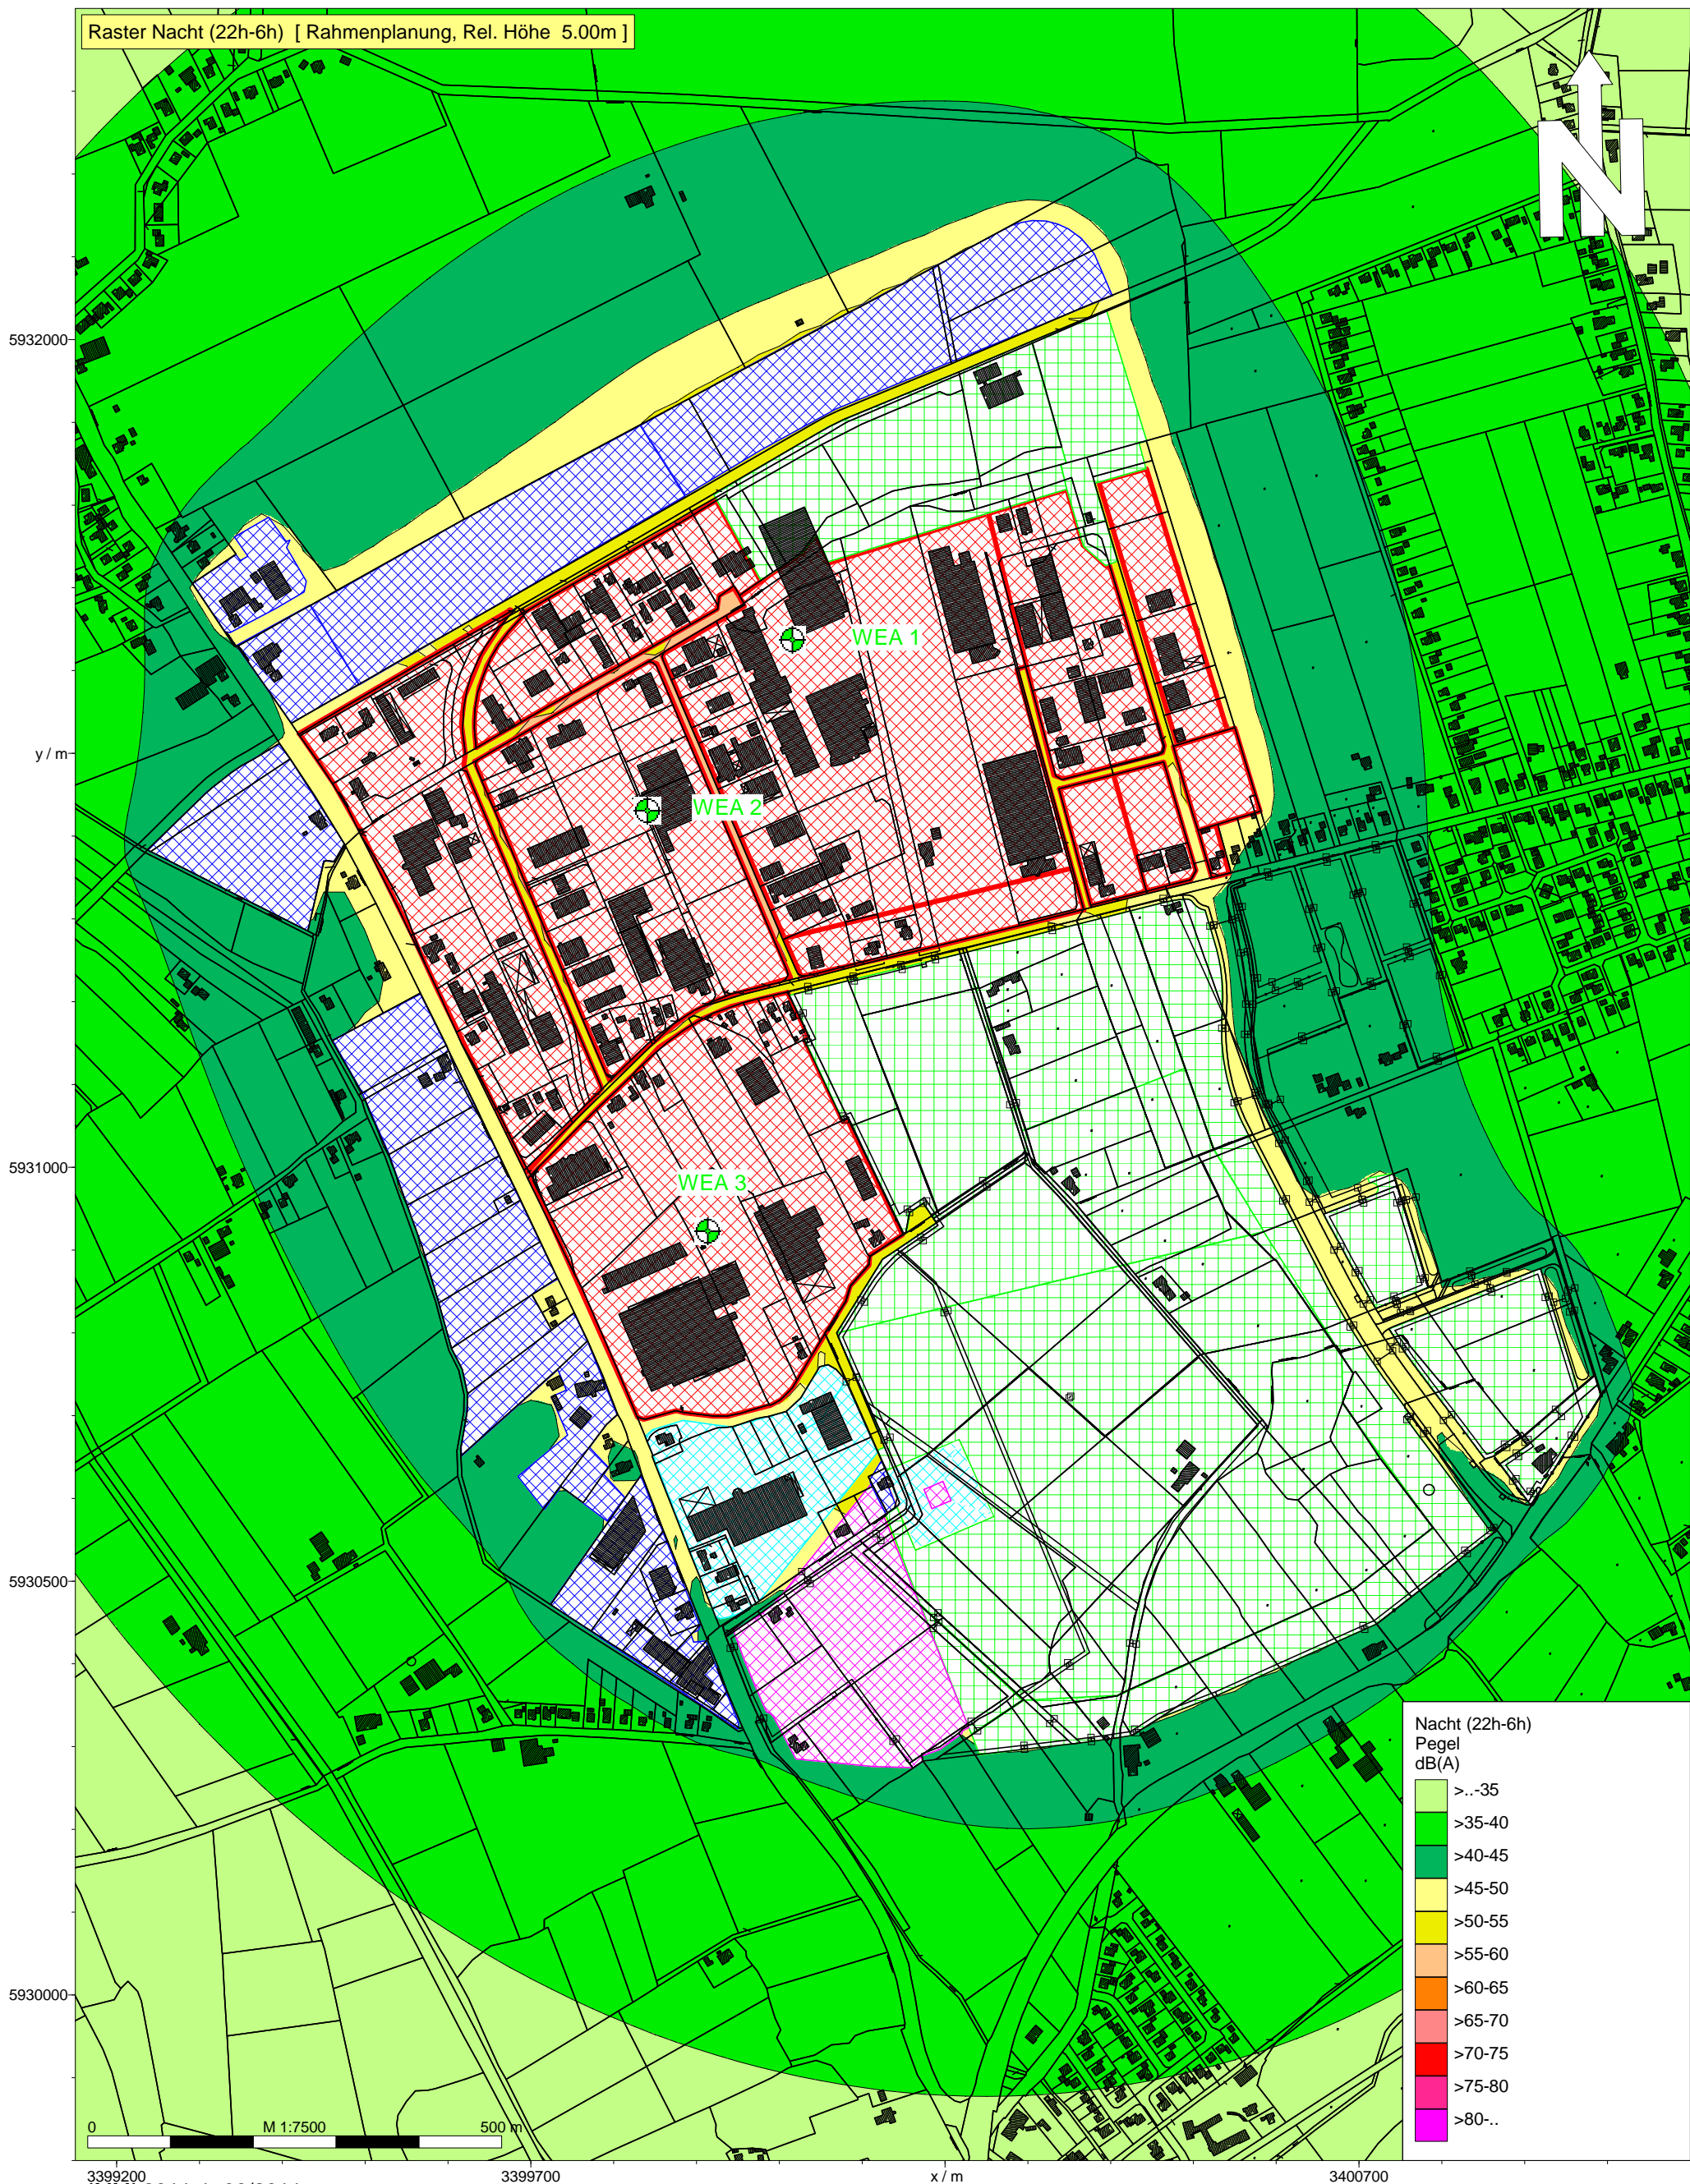 Raster Nacht (22h-6h) [ Rahmenplanung, Rel. Höhe 5.00m ]
N
5932000
y / m
WEA 1
WEA 2
5931000
WEA 3
5930500
5930000
Nacht (22h-6h)
Pegel
dB(A)
>..-35
>35-40
>40-45
>45-50
>50-55
>55-60
>60-65
>65-70
>70-75
>75-80
>80-..
0 M 1:7500 500 m
3399200 3399700 x / m 3400700